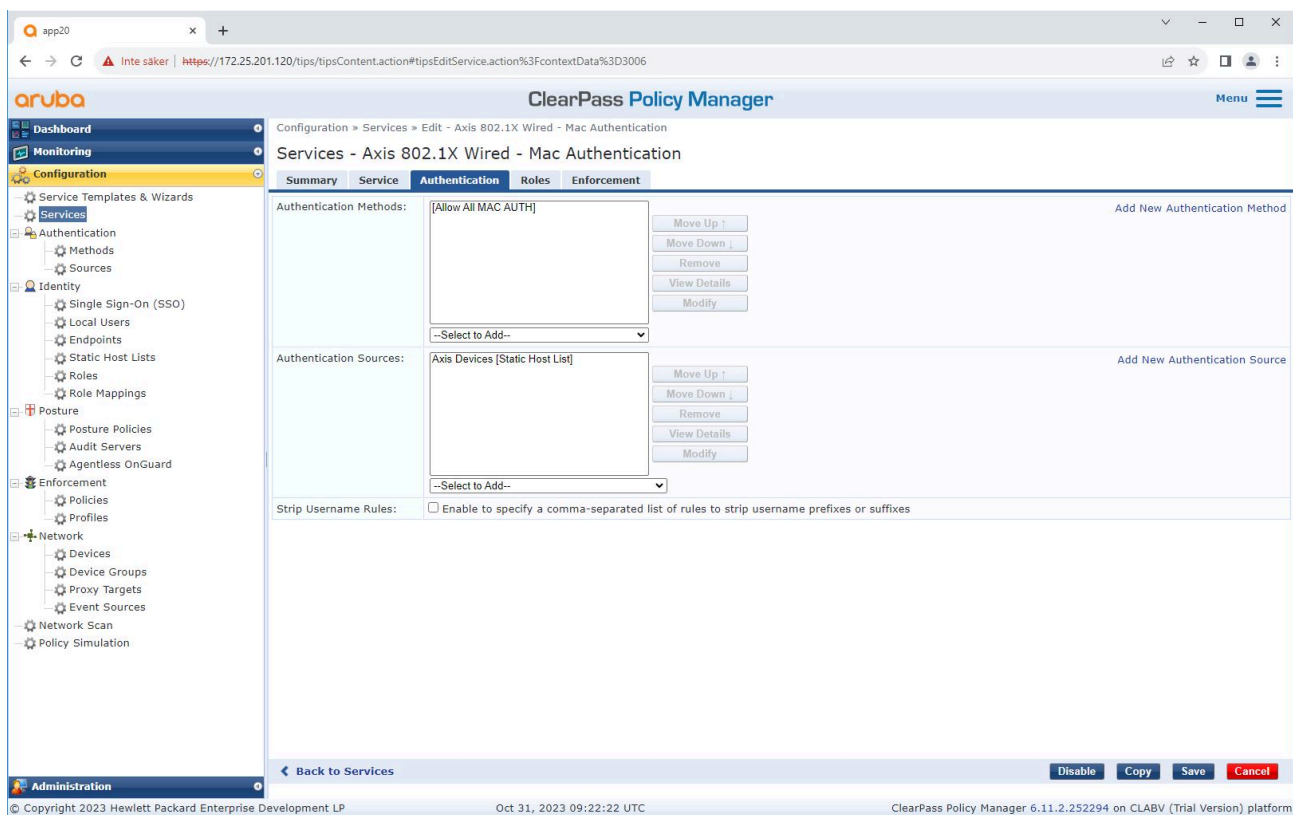 app20
Inte säker | https://172.25.201.120/tips/tipsContent.action#tipsEditService.action%3FcontextData%3D3006
aruba
ClearPass Policy Manager
Menu
Dashboard
Monitoring
Configuration
Service Templates & Wizards
Services
Authentication
Methods
Sources
Identity
Single Sign-On (SSO)
Local Users
Endpoints
Static Host Lists
Roles
Role Mappings
Posture
Posture Policies
Audit Servers
Agentless OnGuard
Enforcement
Policies
Profiles
Network
Devices
Device Groups
Proxy Targets
Event Sources
Network Scan
Policy Simulation
Administration
Configuration » Services » Edit - Axis 802.1X Wired - Mac Authentication
Services - Axis 802.1X Wired - Mac Authentication
Summary Service Authentication Roles Enforcement
Authentication Methods:
[Allow All MAC AUTH]
Move Up ↑
Move Down ↓
Remove
View Details
Modify
--Select to Add--
Add New Authentication Method
Authentication Sources:
Axis Devices [Static Host List]
Move Up ↑
Move Down ↓
Remove
View Details
Modify
--Select to Add--
Add New Authentication Source
Strip Username Rules:
Enable to specify a comma-separated list of rules to strip username prefixes or suffixes
Back to Services
Disable Copy Save Cancel
© Copyright 2023 Hewlett Packard Enterprise Development LP
Oct 31, 2023 09:22:22 UTC
ClearPass Policy Manager 6.11.2.252294 on CLABV (Trial Version) platform